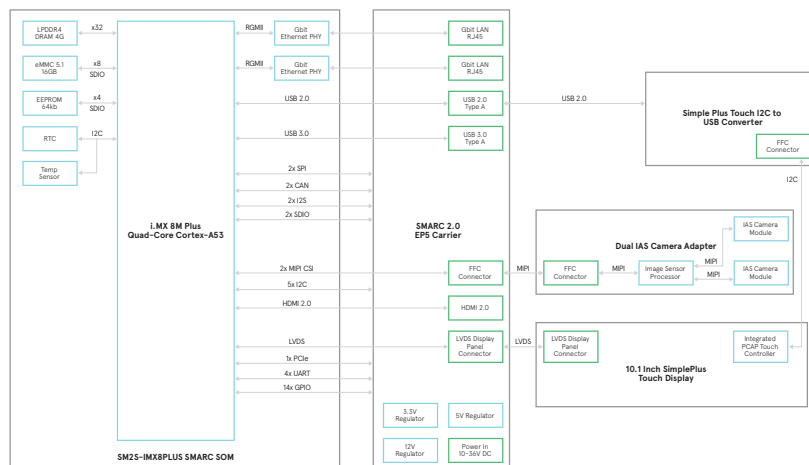 LPDDR4
DRAM 4G
x32
RGMII
Gbit
Ethernet PHY
Gbit LAN
RJ45
eMMC 5.1
16GB
x8
SDIO
RGMII
Gbit
Ethernet PHY
Gbit LAN
RJ45
EEPROM
64kb
x4
SDIO
USB 2.0
USB 2.0
Type A
USB 2.0
Simple Plus Touch I2C to
USB Converter
FFC
Connector
I2C
RTC
I2C
USB 3.0
USB 3.0
Type A
Temp
Sensor
2x SPI
2x CAN
2x I2S
2x SDIO
i.MX 8M Plus
Quad-Core Cortex-A53
SMARC 2.0
EP5 Carrier
Dual IAS Camera Adapter
IAS Camera
Module
MIPI
2x MIPI CSI
FFC
Connector
MIPI
FFC
Connector
MIPI
Image Sensor
Processor
MIPI
IAS Camera
Module
5x I2C
HDMI 2.0
HDMI 2.0
LVDS
LVDS Display
Panel
Connector
LVDS
LVDS Display
Panel
Connector
Integrated
PCAP Touch
Controller
10.1 Inch SimplePlus
Touch Display
1x PCIe
4x UART
14x GPIO
3.3V
Regulator
5V Regulator
12V
Regulator
Power in
10-36V DC
SM2S-IMX8PLUS SMARC SOM